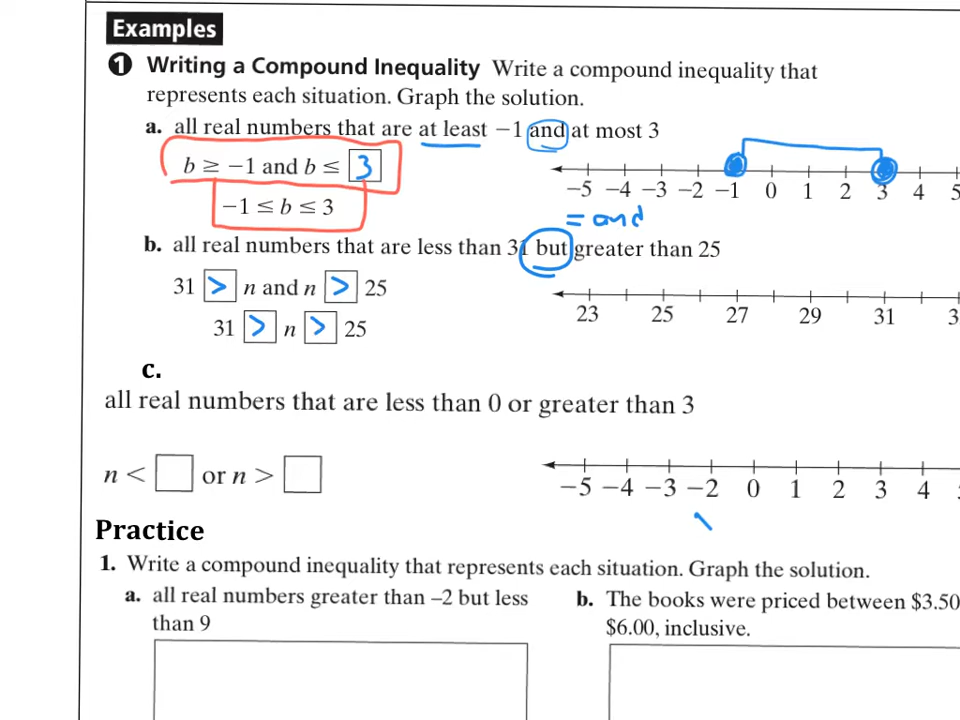 Examples
1 Writing a Compound Inequality Write a compound inequality that
represents each situation. Graph the solution.
a. all real numbers that are at least −1 and at most 3
b ≥ −1 and b ≤ 3
−5 −4 −3 −2 −1 0 1 2 3 4 5
−1 ≤ b ≤ 3
= and
b. all real numbers that are less than 31 but greater than 25
31 > n and n > 25
23 25 27 29 31
31 > n > 25
c.
all real numbers that are less than 0 or greater than 3
n < or n >
−5 −4 −3 −2 0 1 2 3 4
Practice
1. Write a compound inequality that represents each situation. Graph the solution.
a. all real numbers greater than –2 but less
than 9
b. The books were priced between $3.50
$6.00, inclusive.